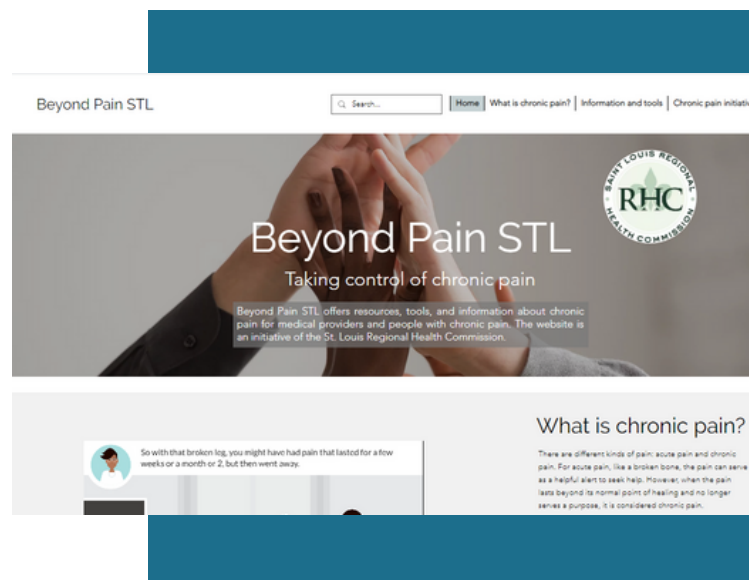 Beyond Pain STL
Search...
Home
What is chronic pain?
Information and tools
Chronic pain initiativ
SAINT LOUIS REGIONAL
RHC
HEALTH COMMISSION
Beyond Pain STL
Taking control of chronic pain
Beyond Pain STL offers resources, tools, and information about chronic
pain for medical providers and people with chronic pain. The website is
an initiative of the St. Louis Regional Health Commission.
So with that broken leg, you might have had pain that lasted for a few
weeks or a month or 2, but then went away.
What is chronic pain?
There are different kinds of pain: acute pain and chronic
pain. For acute pain, like a broken bone, the pain can serve
as a helpful alert to seek help. However, when the pain
lasts beyond its normal point of healing and no longer
serves a purpose, it is considered chronic pain.